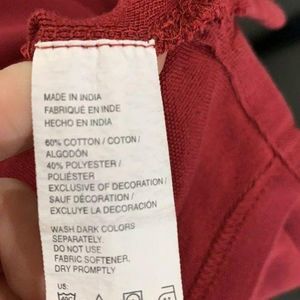 MADE IN INDIA
FABRIQUÉ EN INDE
HECHO EN INDIA
60% COTTON / COTON /
ALGODÓN
40% POLYESTER /
POLIÉSTER
EXCLUSIVE OF DECORATION /
SAUF DÉCORATION /
EXCLUYE LA DECORACIÓN
WASH DARK COLORS
SEPARATELY.
DO NOT USE
FABRIC SOFTENER.
DRY PROMPTLY
US: